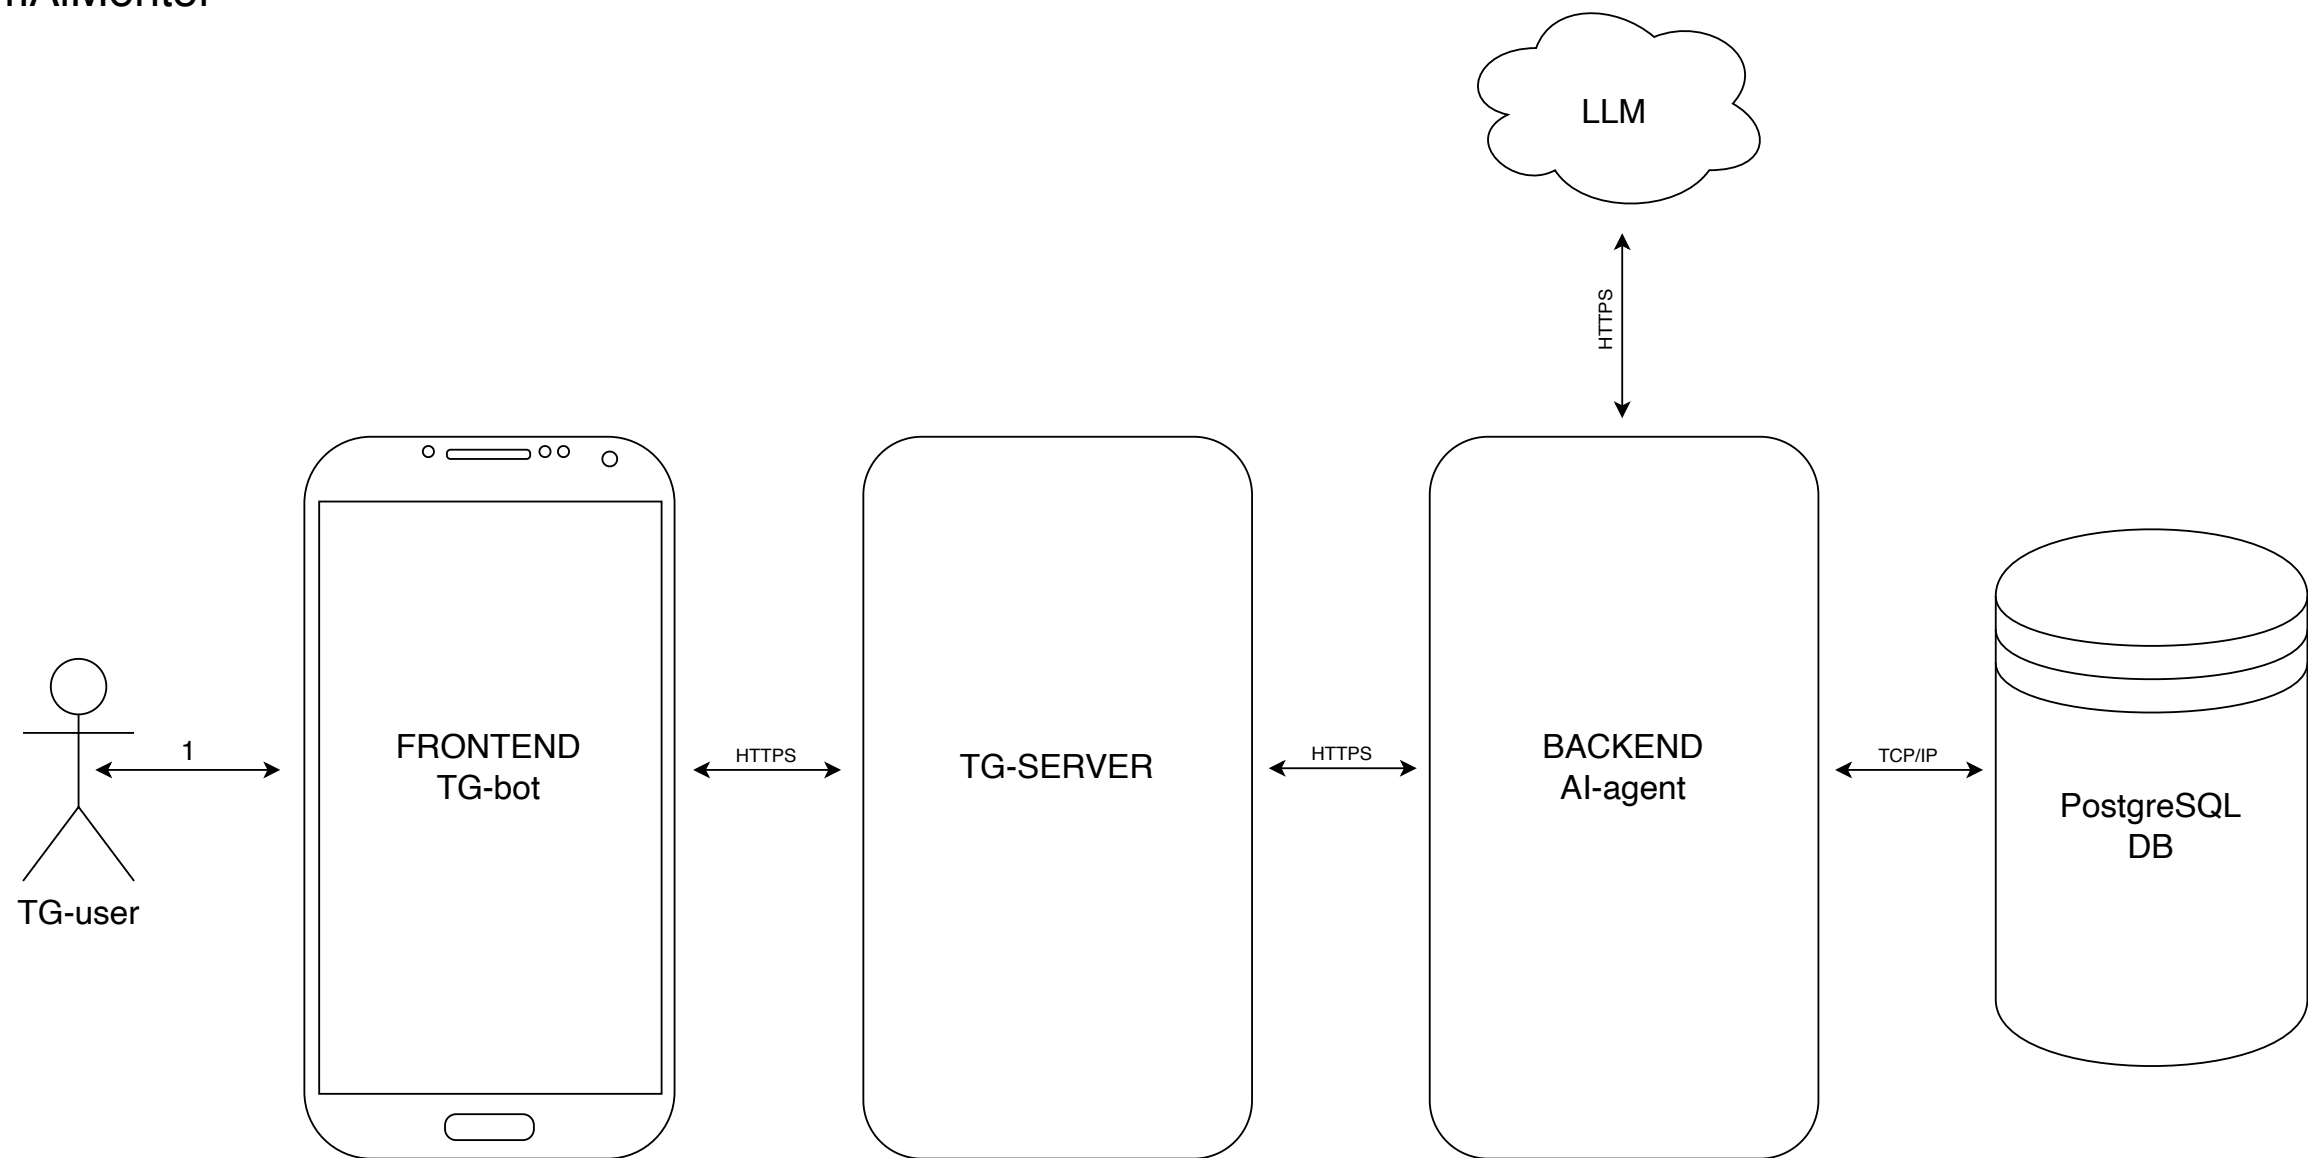 LLM
HTTPS
1
FRONTEND
TG-bot
HTTPS
TG-SERVER
HTTPS
BACKEND
AI-agent
TCP/IP
PostgreSQL
DB
TG-user